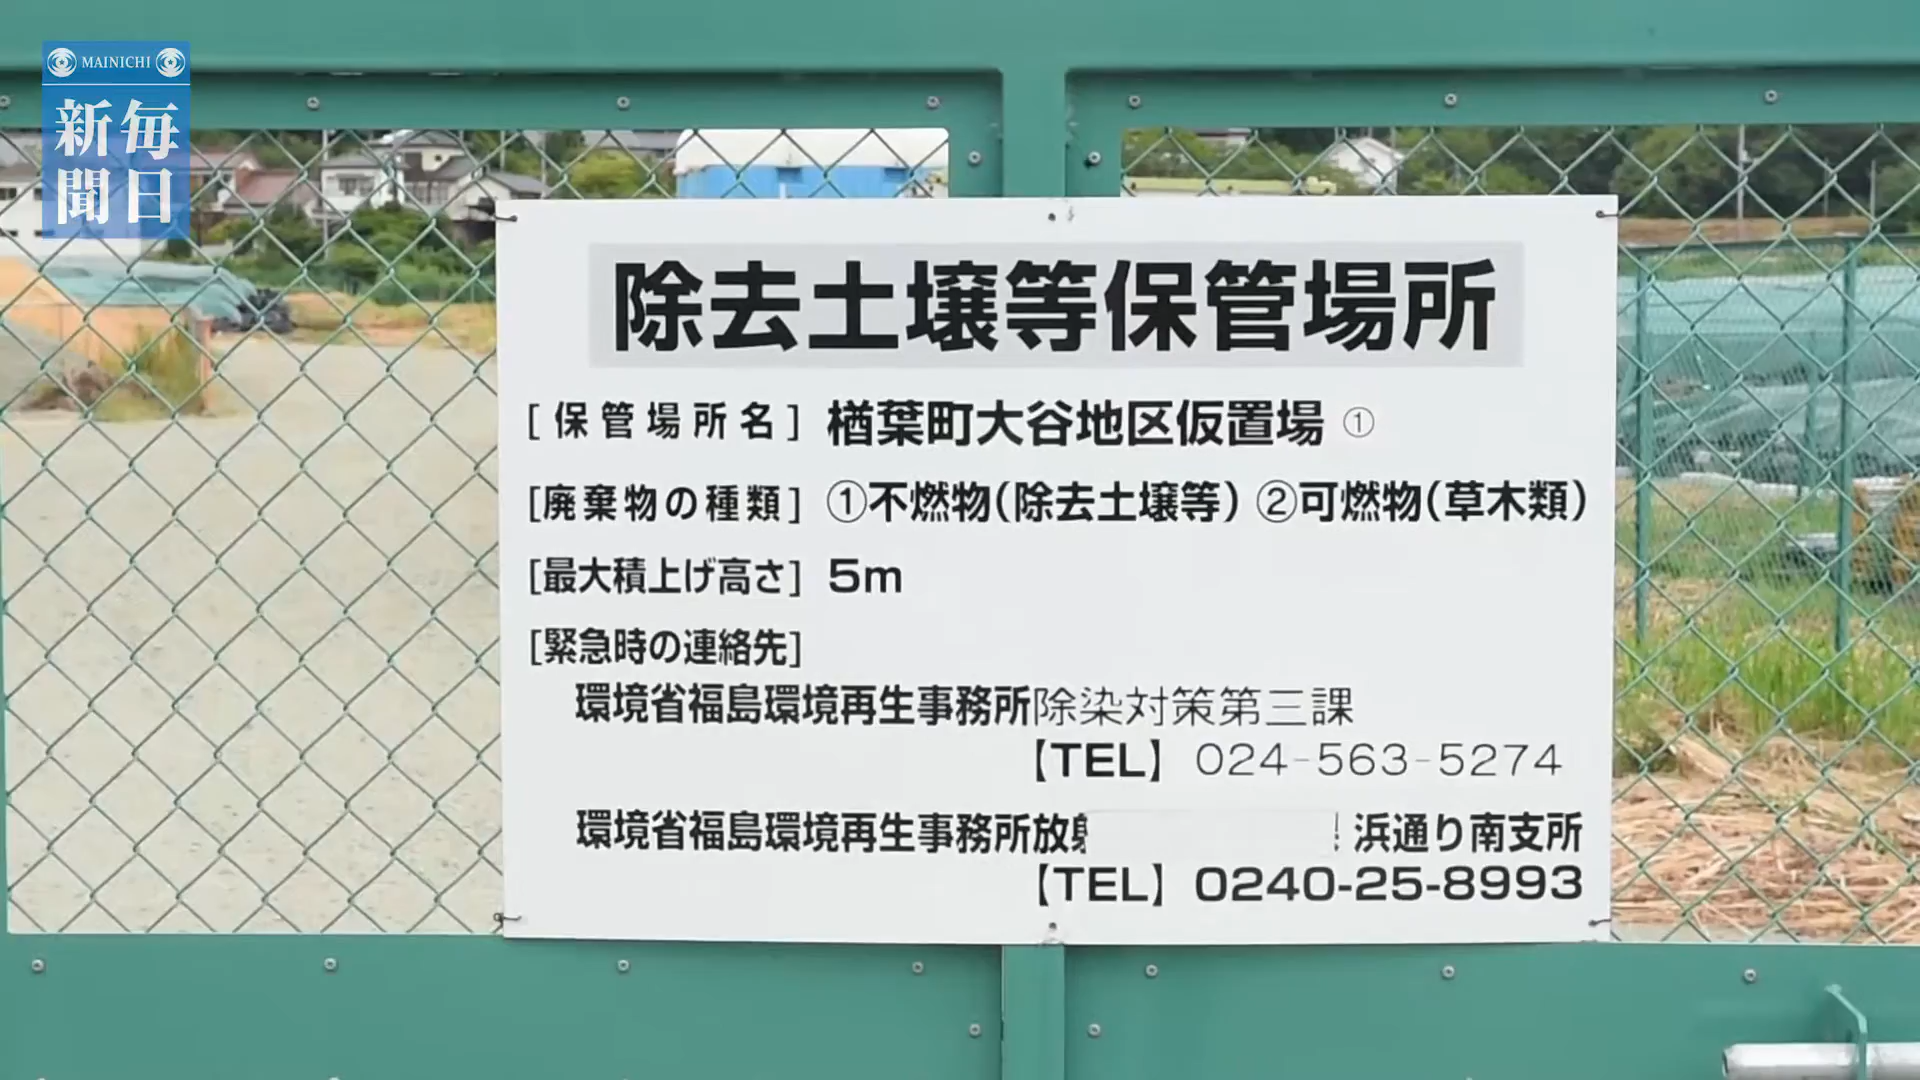 MAINICHI
毎日新聞
除去土壌等保管場所
[保管場所名] 楢葉町大谷地区仮置場 ①
[廃棄物の種類] ①不燃物(除去土壌等) ②可燃物(草木類)
[最大積上げ高さ] 5m
[緊急時の連絡先]
環境省福島環境再生事務所除染対策第三課
【TEL】 024-563-5274
環境省福島環境再生事務所放射 浜通り南支所
【TEL】 0240-25-8993